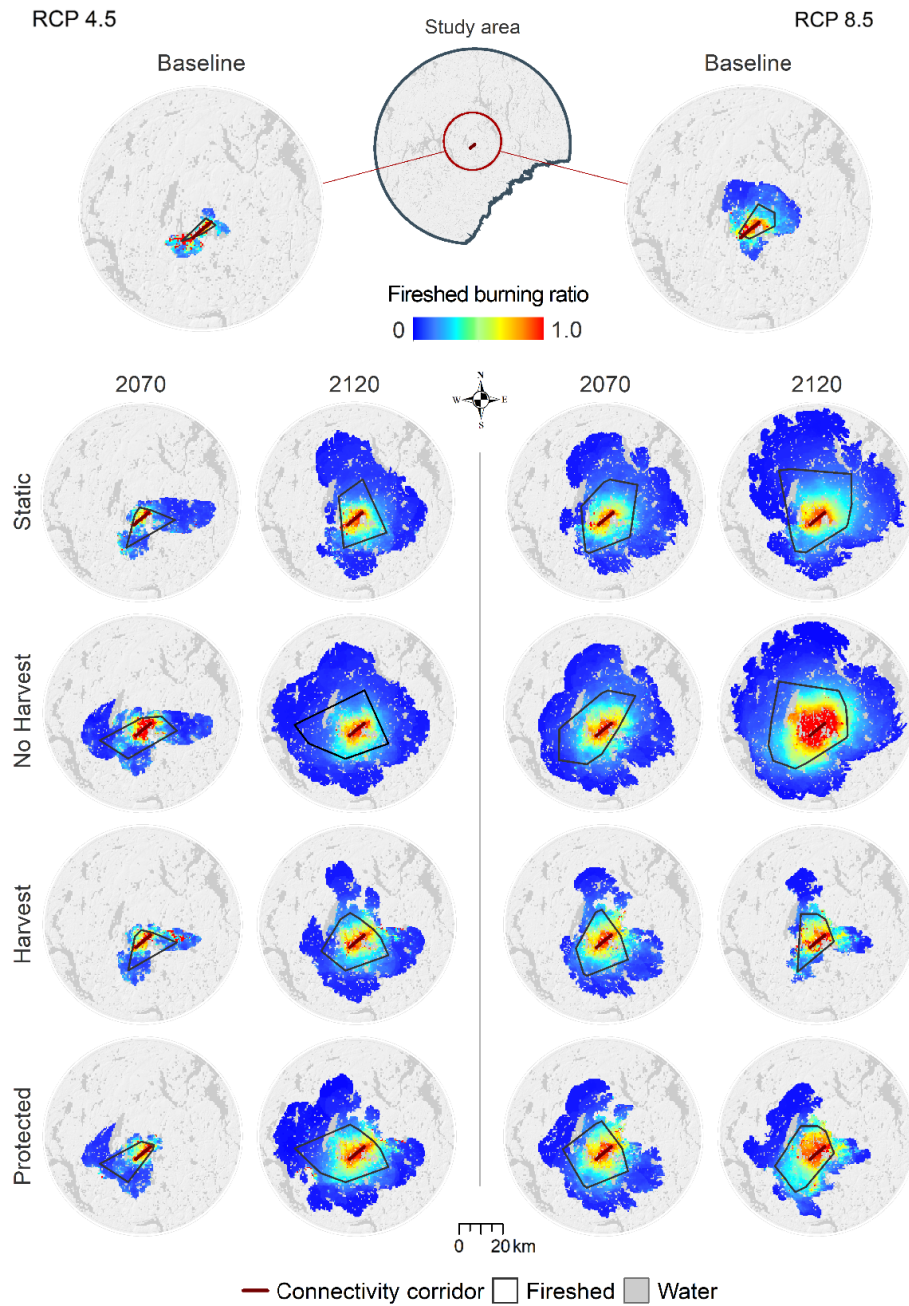 RCP 4.5
Study area
RCP 8.5
Baseline
Baseline
Fireshed burning ratio
0
1.0
2070
2120
N
W E
S
2070
2120
Static
No Harvest
Harvest
Protected
0 20 km
Connectivity corridor Fireshed Water